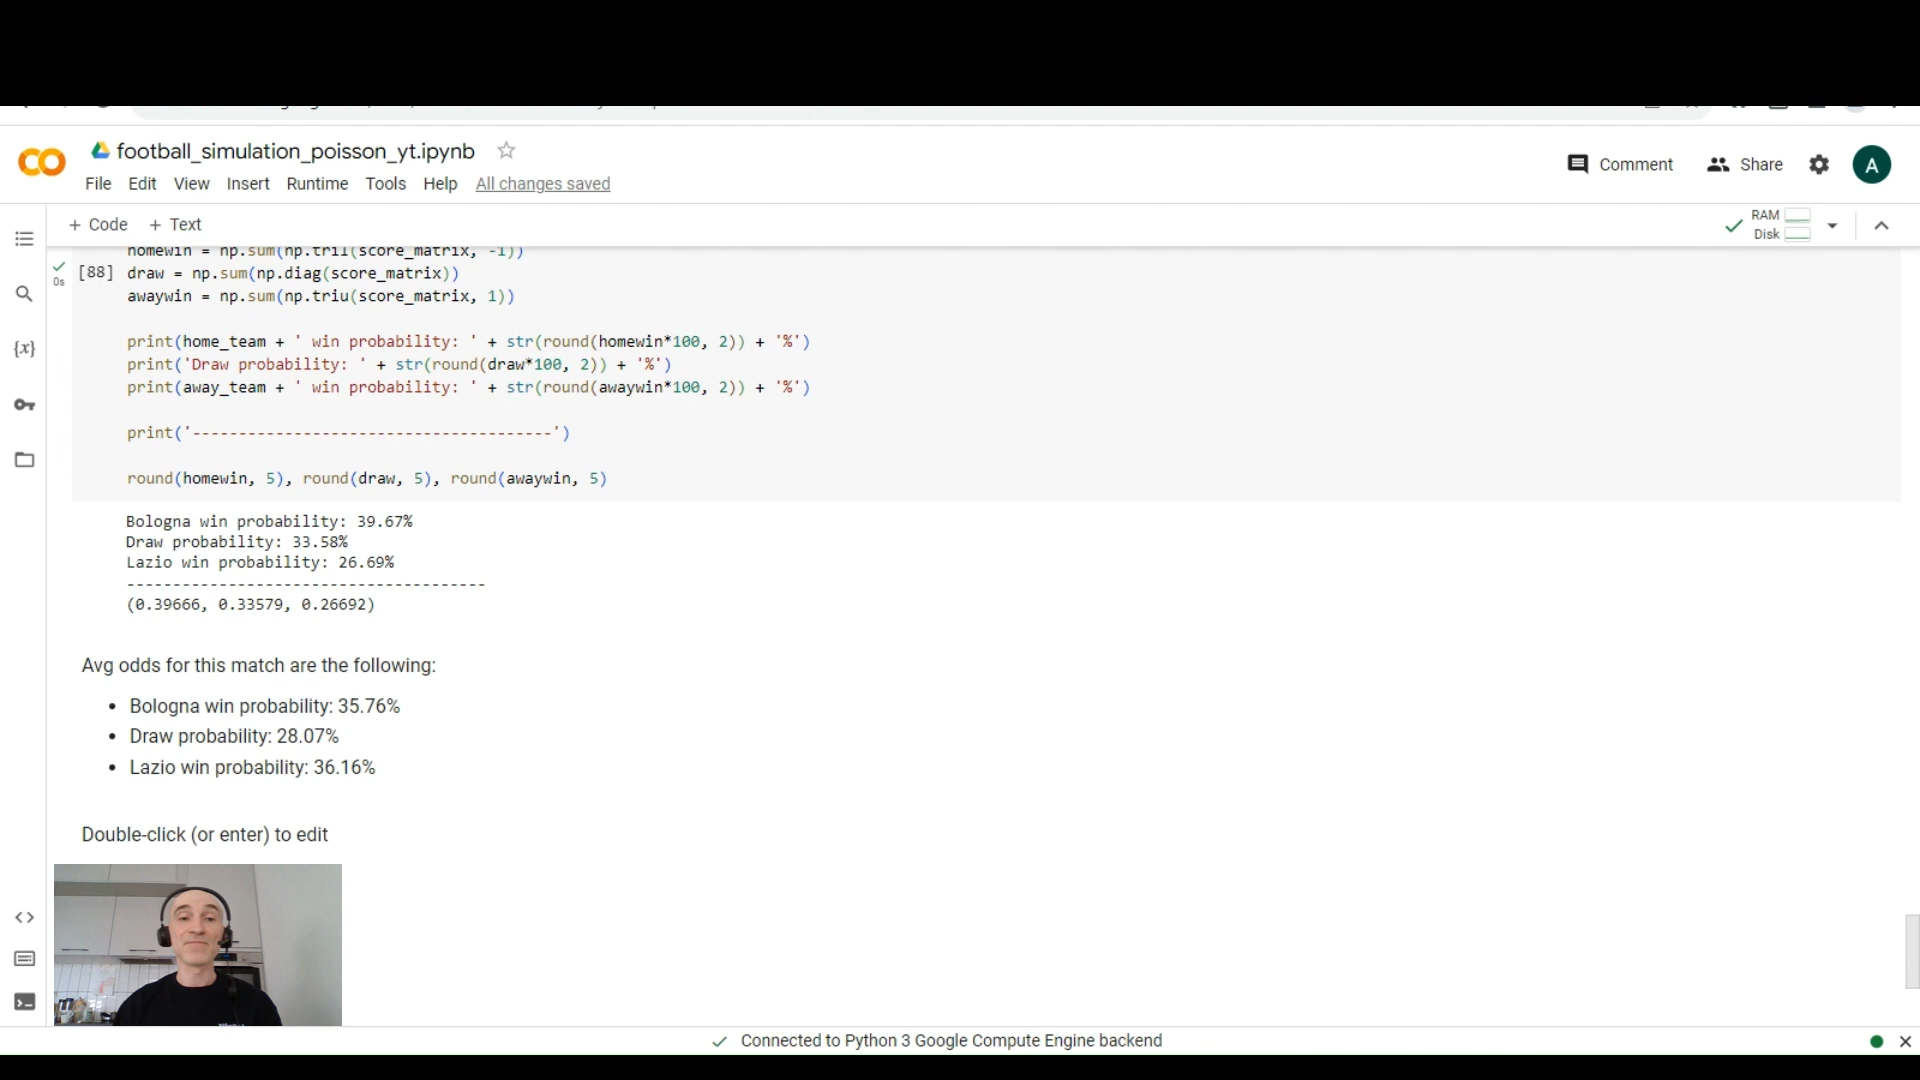 football_simulation_poisson_yt.ipynb
Comment
Share
A
File Edit View Insert Runtime Tools Help All changes saved
+ Code + Text
RAM
Disk
homewin = np.sum(np.tril(score_matrix, -1))
[88] draw = np.sum(np.diag(score_matrix))
0s
awaywin = np.sum(np.triu(score_matrix, 1))
print(home_team + ' win probability: ' + str(round(homewin*100, 2)) + '%')
print('Draw probability: ' + str(round(draw*100, 2)) + '%')
print(away_team + ' win probability: ' + str(round(awaywin*100, 2)) + '%')
print('---------------------------------------')
round(homewin, 5), round(draw, 5), round(awaywin, 5)
Bologna win probability: 39.67%
Draw probability: 33.58%
Lazio win probability: 26.69%
---------------------------------------
(0.39666, 0.33579, 0.26692)
Avg odds for this match are the following:
• Bologna win probability: 35.76%
• Draw probability: 28.07%
• Lazio win probability: 36.16%
Double-click (or enter) to edit
Connected to Python 3 Google Compute Engine backend